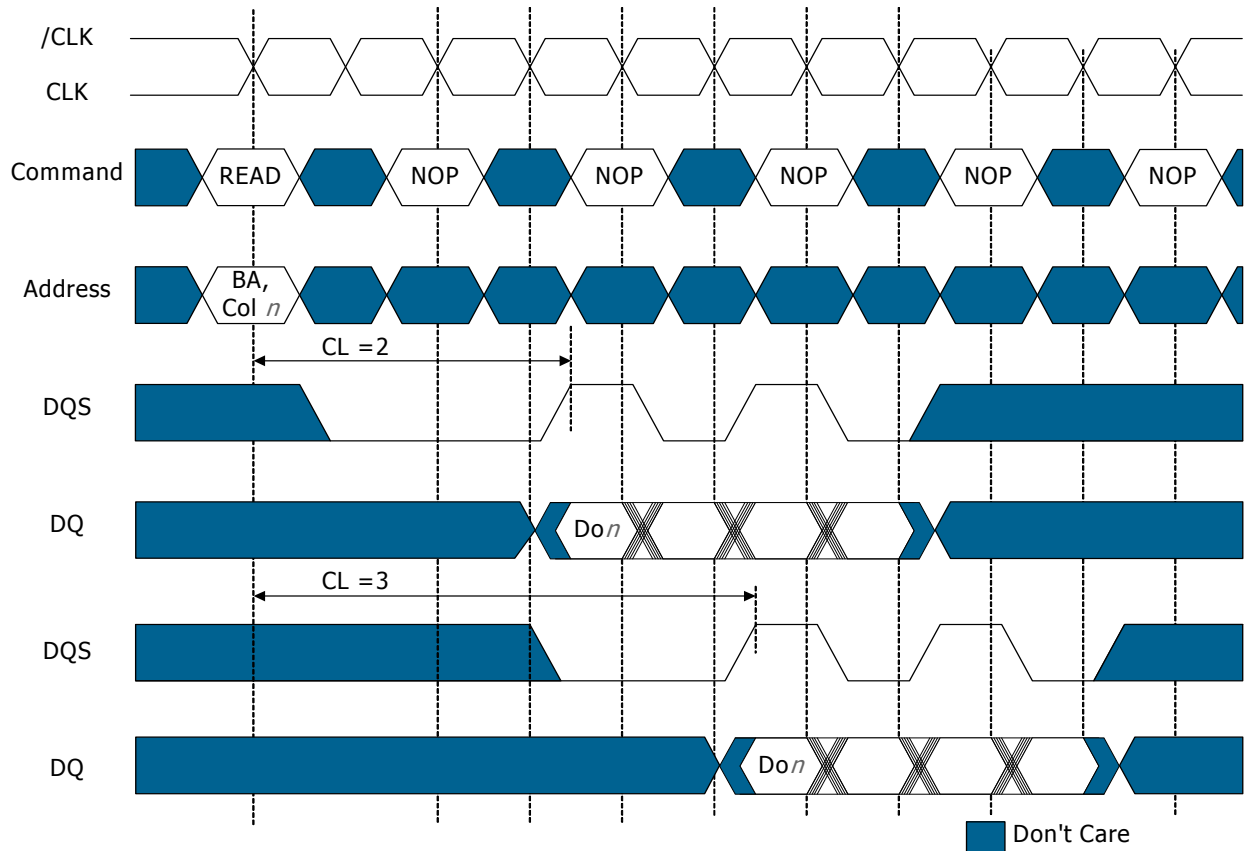 /CLK
CLK
Command
READ
NOP
NOP
NOP
NOP
NOP
Address
BA,
Col n
CL =2
DQS
DQ
Don
CL =3
DQS
DQ
Don
Don't Care